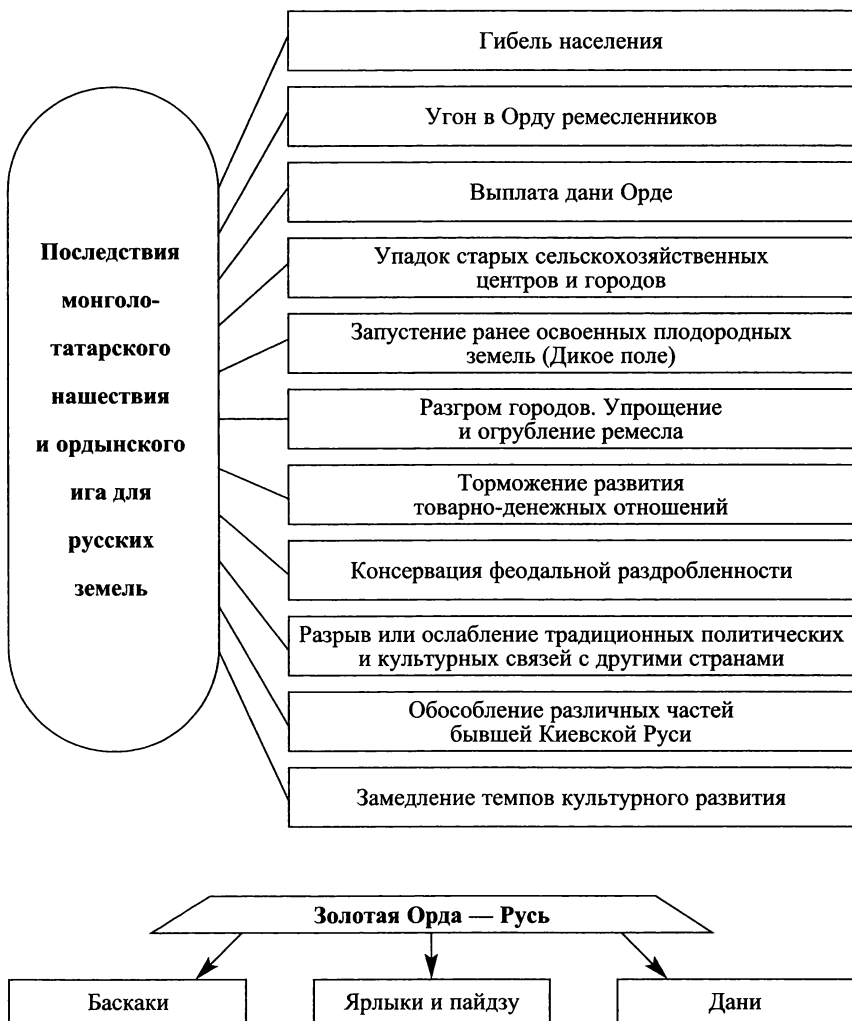 Последствия
монголо-
татарского
нашествия
и ордынского
ига для
русских
земель
Гибель населения
Угон в Орду ремесленников
Выплата дани Орде
Упадок старых сельскохозяйственных
центров и городов
Запустение ранее освоенных плодородных
земель (Дикое поле)
Разгром городов. Упрощение
и огрубление ремесла
Торможение развития
товарно-денежных отношений
Консервация феодальной раздробленности
Разрыв или ослабление традиционных политических
и культурных связей с другими странами
Обособление различных частей
бывшей Киевской Руси
Замедление темпов культурного развития
Золотая Орда — Русь
Баскаки
Ярлыки и пайдзу
Дани